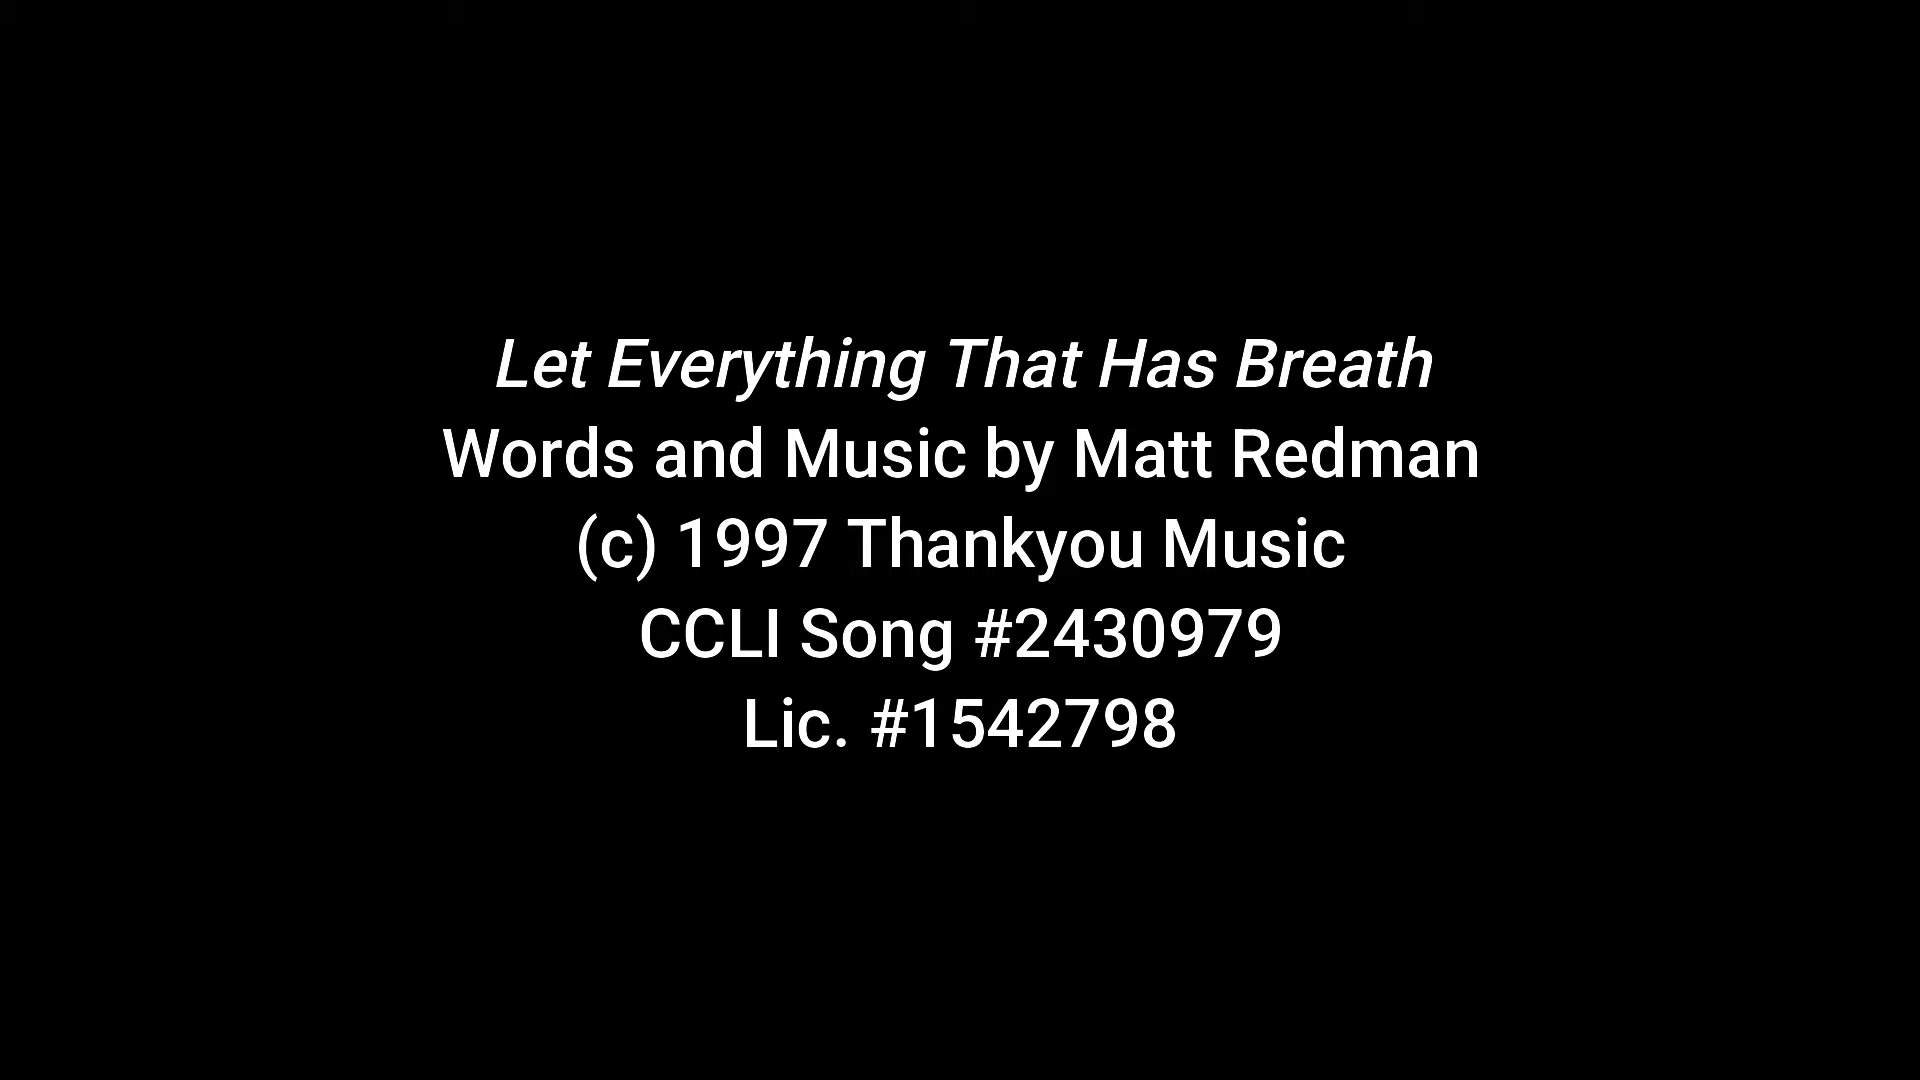 Let Everything That Has Breath
Words and Music by Matt Redman
(c) 1997 Thankyou Music
CCLI Song #2430979
Lic. #1542798